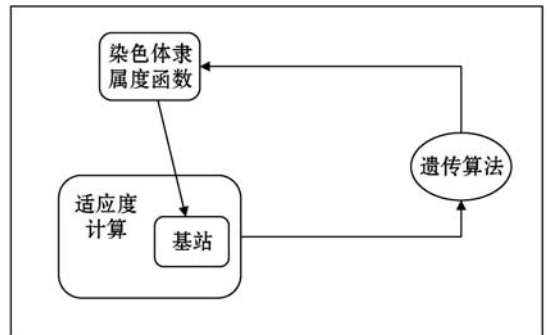 染色体隶
属度函数
遗传算法
适应度
计算
基站